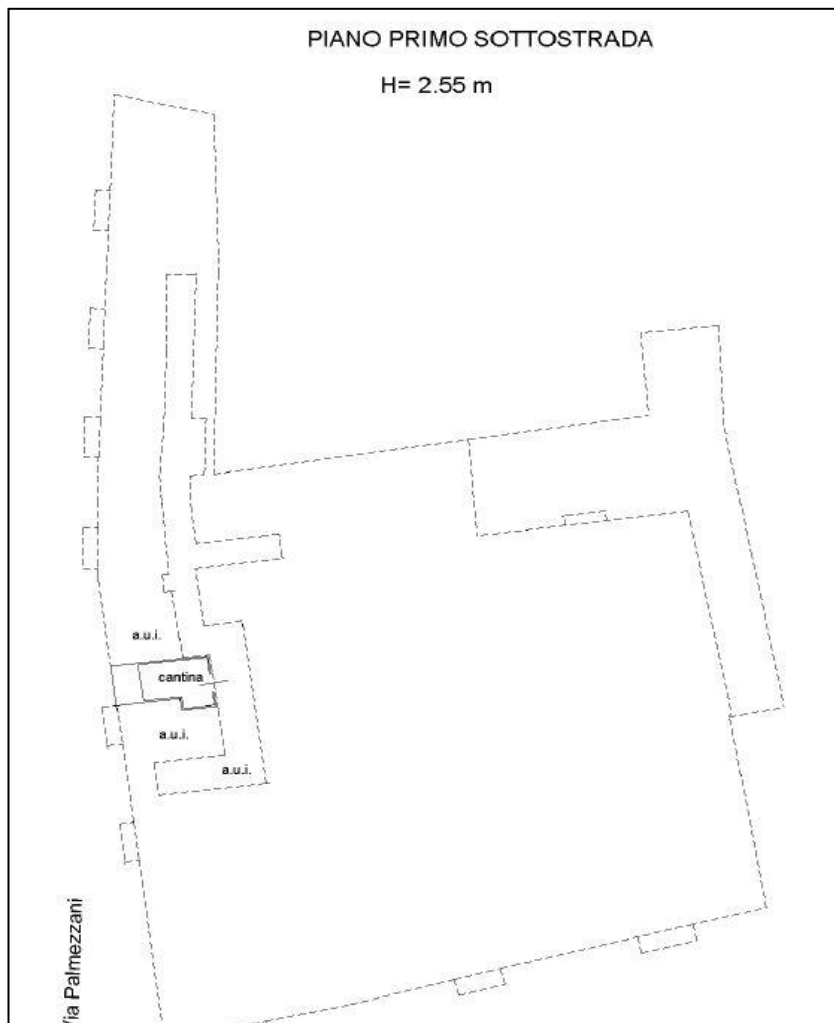 PIANO PRIMO SOTTOSTRADA
H= 2.55 m
a.u.i.
cantina
a.u.i.
a.u.i.
Via Palmezzani